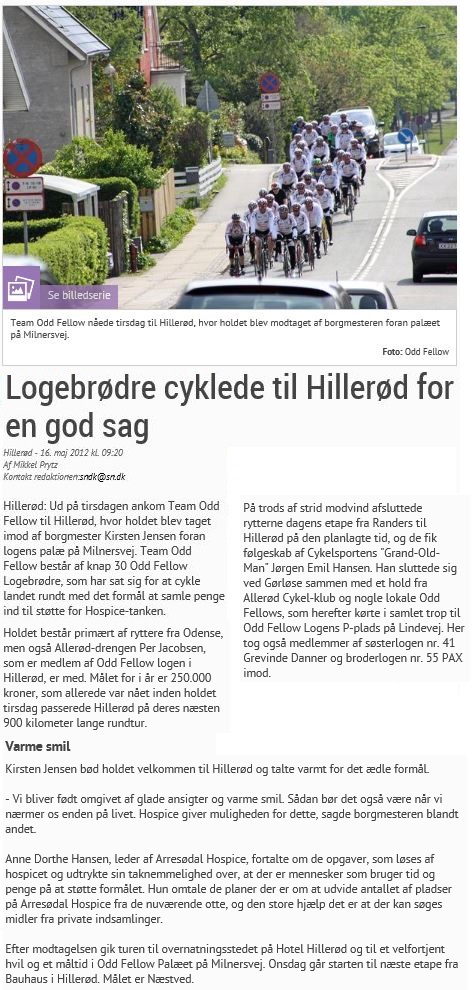 Se billedserie
Team Odd Fellow nåede tirsdag til Hillerød, hvor holdet blev modtaget af borgmesteren foran palæet
på Milnersvej.
Foto: Odd Fellow
Logebrødre cyklede til Hillerød for
en god sag
Hillerød - 16. maj 2012 kl. 09:20
Af Mikkel Prytz
Kontakt redaktionen:sndk@sn.dk
Hillerød: Ud på tirsdagen ankom Team Odd
Fellow til Hillerød, hvor holdet blev taget
imod af borgmester Kirsten Jensen foran
logens palæ på Milnersvej. Team Odd
Fellow består af knap 30 Odd Fellow
Logebrødre, som har sat sig for at cykle
landet rundt med det formål at samle penge
ind til støtte for Hospice-tanken.
Holdet består primært af ryttere fra Odense,
men også Allerød-drengen Per Jacobsen,
som er medlem af Odd Fellow logen i
Hillerød, er med. Målet for i år er 250.000
kroner, som allerede var nået inden holdet
tirsdag passerede Hillerød på deres næsten
900 kilometer lange rundtur.
På trods af strid modvind afsluttede
rytterne dagens etape fra Randers til
Hillerød på den planlagte tid, og de fik
følgeskab af Cykelsportens "Grand-Old-
Man" Jørgen Emil Hansen. Han sluttede sig
ved Gørløse sammen med et hold fra
Allerød Cykel-klub og nogle lokale Odd
Fellows, som herefter kørte i samlet trop til
Odd Fellow Logens P-plads på Lindevej. Her
tog også medlemmer af søsterlogen nr. 41
Grevinde Danner og broderlogen nr. 55 PAX
imod.
Varme smil
Kirsten Jensen bød holdet velkommen til Hillerød og talte varmt for det ædle formål.
- Vi bliver født omgivet af glade ansigter og varme smil. Sådan bør det også være når vi
nærmer os enden på livet. Hospice giver muligheden for dette, sagde borgmesteren blandt
andet.
Anne Dorthe Hansen, leder af Arresødal Hospice, fortalte om de opgaver, som løses af
hospicet og udtrykte sin taknemmelighed over, at der er mennesker som bruger tid og
penge på at støtte formålet. Hun omtale de planer der er om at udvide antallet af pladser
på Arresødal Hospice fra de nuværende otte, og den store hjælp det er at der kan søges
midler fra private indsamlinger.
Efter modtagelsen gik turen til overnatningsstedet på Hotel Hillerød og til et velfortjent
hvil og et måltid i Odd Fellow Palæet på Milnersvej. Onsdag går starten til næste etape fra
Bauhaus i Hillerød. Målet er Næstved.